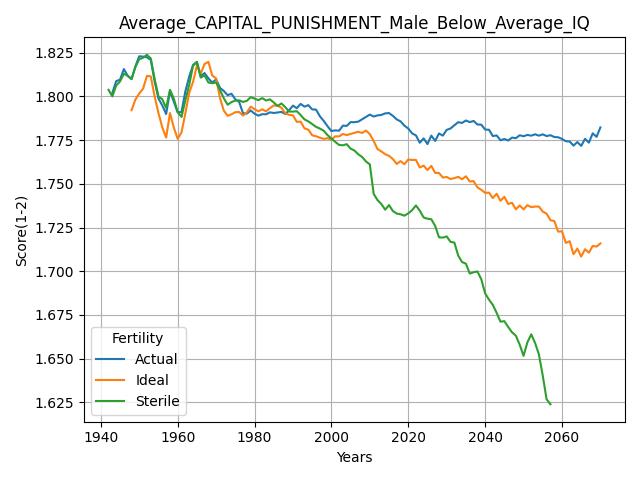 Average_CAPITAL_PUNISHMENT_Male_Below_Average_IQ
Score(1-2)
1.825
1.800
1.775
1.750
1.725
1.700
1.675
1.650
1.625
Fertility
Actual
Ideal
Sterile
1940 1960 1980 2000 2020 2040 2060
Years